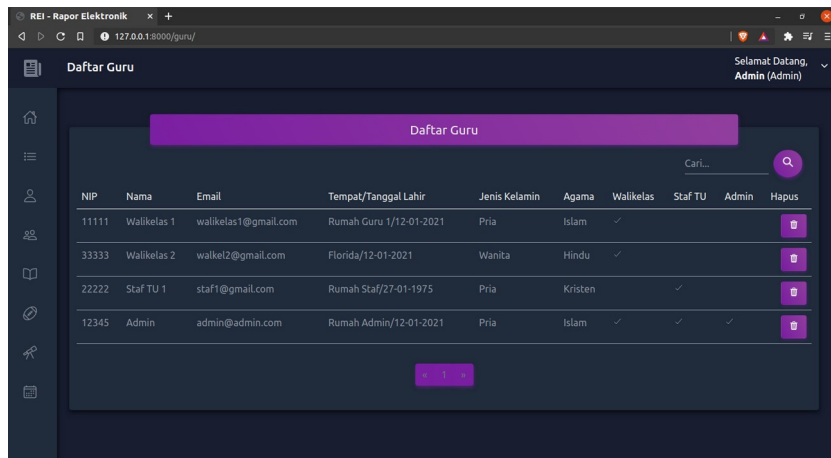 REI - Rapor Elektronik
127.0.0.1:8000/guru/
Daftar Guru
Selamat Datang,
Admin (Admin)
Daftar Guru
Cari...
NIP Nama Email Tempat/Tanggal Lahir Jenis Kelamin Agama Walikelas Staf TU Admin Hapus
11111 Walikelas 1 walikelas1@gmail.com Rumah Guru 1/12-01-2021 Pria Islam ✓
33333 Walikelas 2 walkel2@gmail.com Florida/12-01-2021 Wanita Hindu ✓
22222 Staf TU 1 staf1@gmail.com Rumah Staf/27-01-1975 Pria Kristen ✓
12345 Admin admin@admin.com Rumah Admin/12-01-2021 Pria Islam ✓ ✓ ✓
« 1 »